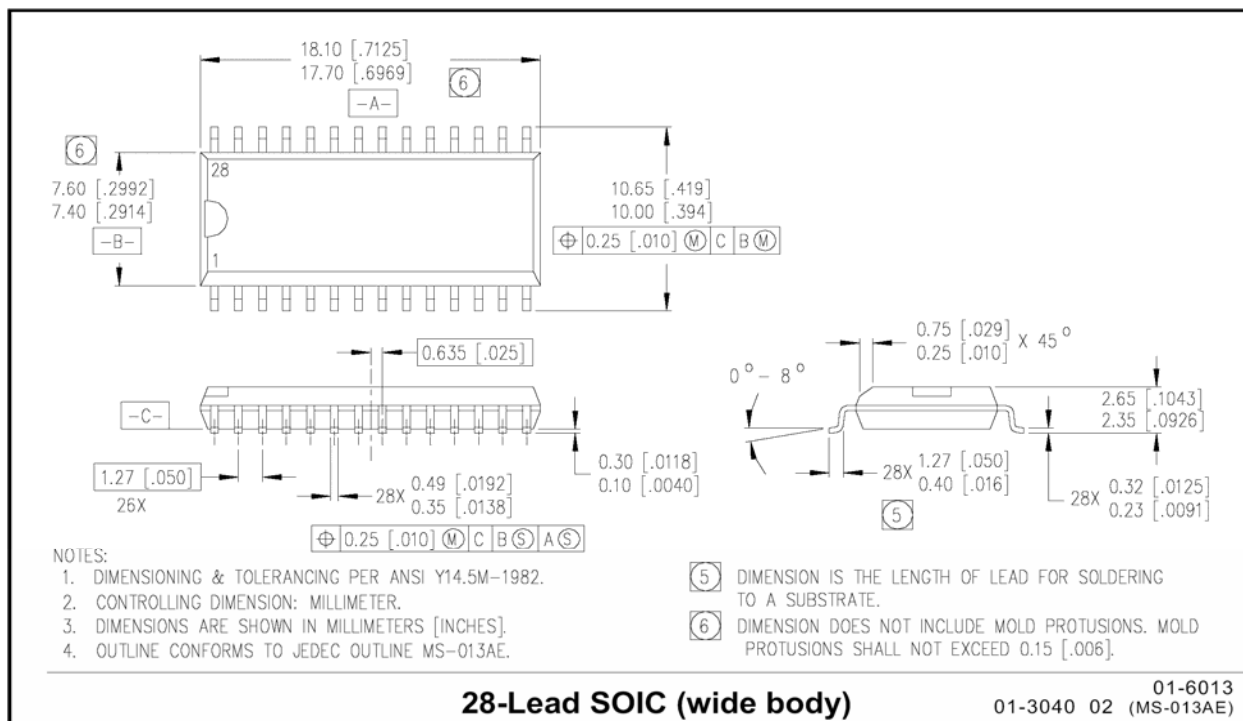 18.10 [.7125]
17.70 [.6969]
6
-A-
6
28
7.60 [.2992]
7.40 [.2914]
-B-
1
10.65 [.419]
10.00 [.394]
⌖ 0.25 [.010] Ⓜ C B Ⓜ
0.635 [.025]
-C-
1.27 [.050]
26X
28X 0.49 [.0192]
0.35 [.0138]
⌖ 0.25 [.010] Ⓜ C B Ⓢ A Ⓢ
0.30 [.0118]
0.10 [.0040]
0.75 [.029]
0.25 [.010] X 45°
0° - 8°
2.65 [.1043]
2.35 [.0926]
28X 1.27 [.050]
0.40 [.016]
5
28X 0.32 [.0125]
0.23 [.0091]
NOTES:
1. DIMENSIONING & TOLERANCING PER ANSI Y14.5M-1982.
2. CONTROLLING DIMENSION: MILLIMETER.
3. DIMENSIONS ARE SHOWN IN MILLIMETERS [INCHES].
4. OUTLINE CONFORMS TO JEDEC OUTLINE MS-013AE.
5 DIMENSION IS THE LENGTH OF LEAD FOR SOLDERING
TO A SUBSTRATE.
6 DIMENSION DOES NOT INCLUDE MOLD PROTUSIONS. MOLD
PROTUSIONS SHALL NOT EXCEED 0.15 [.006].
28-Lead SOIC (wide body)
01-6013
01-3040 02 (MS-013AE)